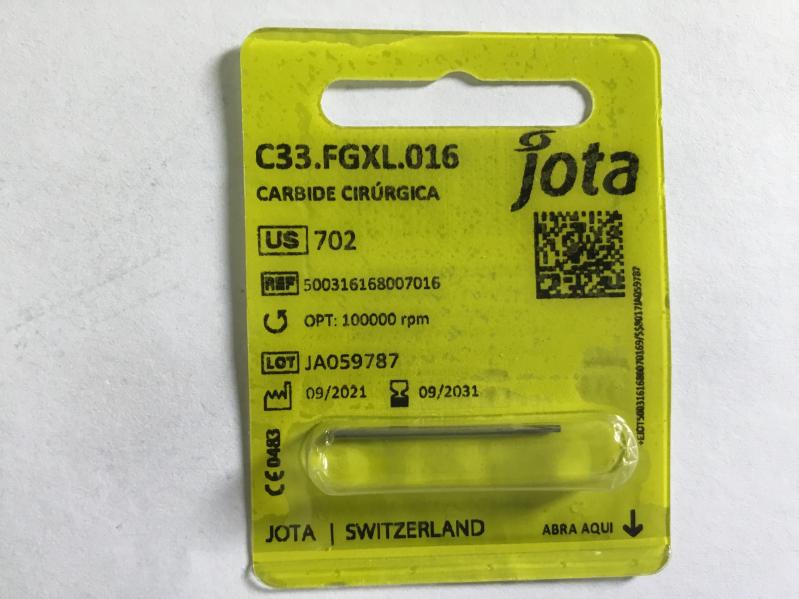 jota
C33.FGXL.016
CARBIDE CIRÚRGICA
US 702
REF 500316168007016
OPT: 100000 rpm
LOT JA059787
09/2021 09/2031
CE 0483
JOTA | SWITZERLAND
ABRA AQUI